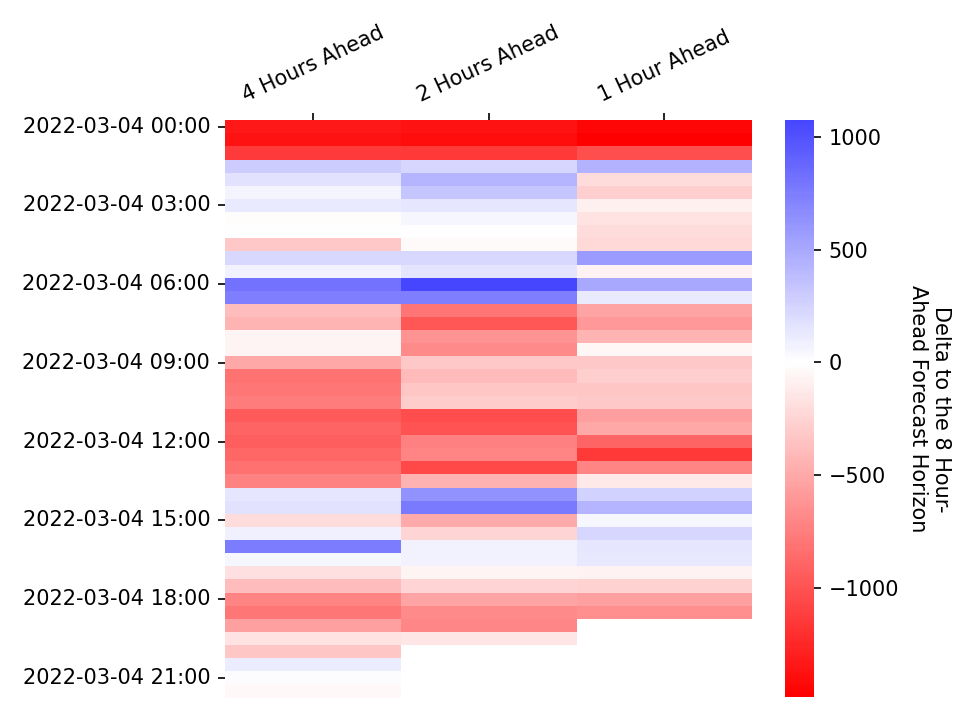 4 Hours Ahead
2 Hours Ahead
1 Hour Ahead
2022-03-04 00:00
2022-03-04 03:00
2022-03-04 06:00
2022-03-04 09:00
2022-03-04 12:00
2022-03-04 15:00
2022-03-04 18:00
2022-03-04 21:00
1000
500
0
−500
−1000
Delta to the 8 Hour-
Ahead Forecast Horizon